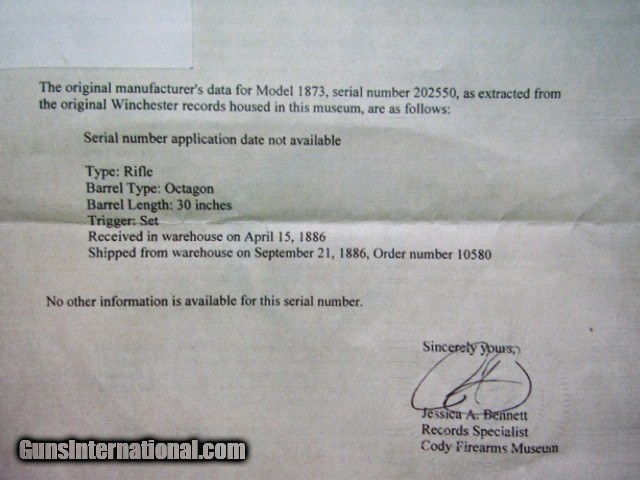 The original manufacturer's data for Model 1873, serial number 202550, as extracted from
the original Winchester records housed in this museum, are as follows:
Serial number application date not available
Type: Rifle
Barrel Type: Octagon
Barrel Length: 30 inches
Trigger: Set
Received in warehouse on April 15, 1886
Shipped from warehouse on September 21, 1886, Order number 10580
No other information is available for this serial number.
Sincerely yours,
Jessica A. Bennett
Records Specialist
Cody Firearms Museum
GunsInternational.com